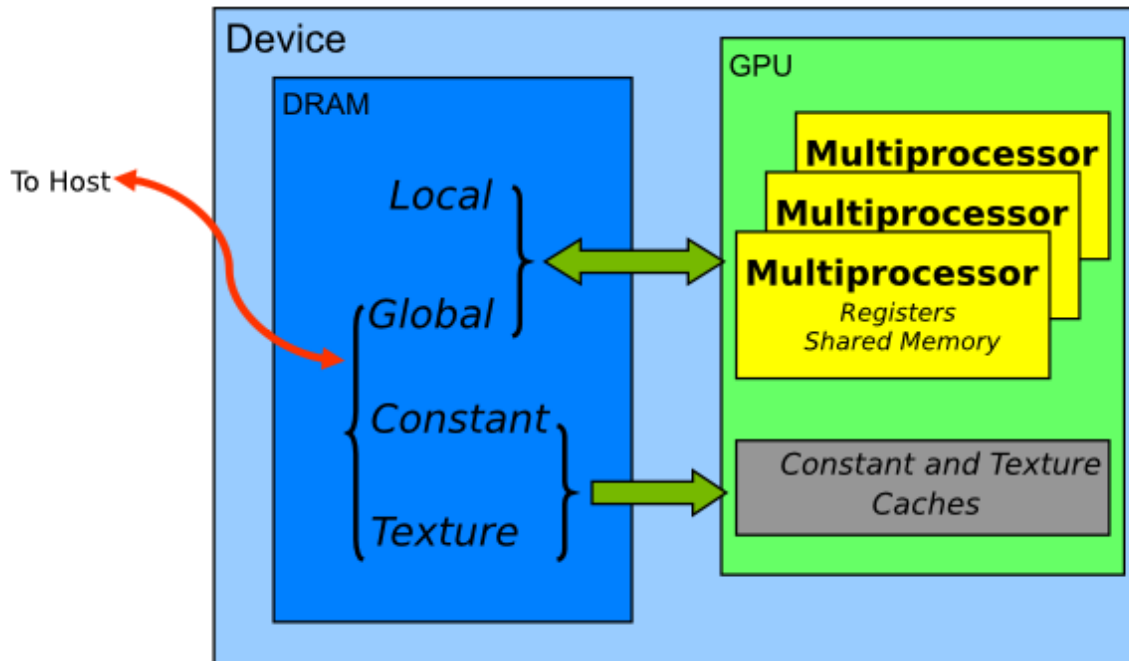 Device
DRAM
GPU
To Host
Local
Global
Constant
Texture
Multiprocessor
Multiprocessor
Multiprocessor
Registers
Shared Memory
Constant and Texture
Caches